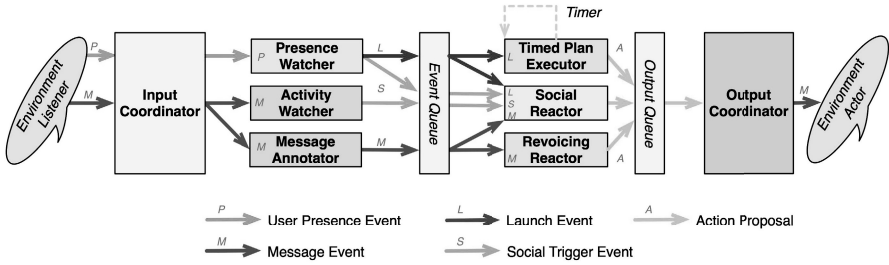 Timer
P
Environment
Listener
M
Input
Coordinator
P
Presence
Watcher
L
S
M
Activity
Watcher
M
Message
Annotator
M
Event Queue
L
Timed Plan
Executor
A
L
S
M
Social
Reactor
M
Revoicing
Reactor
A
Output Queue
Output
Coordinator
M
Environment
Actor
P
User Presence Event
L
Launch Event
A
Action Proposal
M
Message Event
S
Social Trigger Event